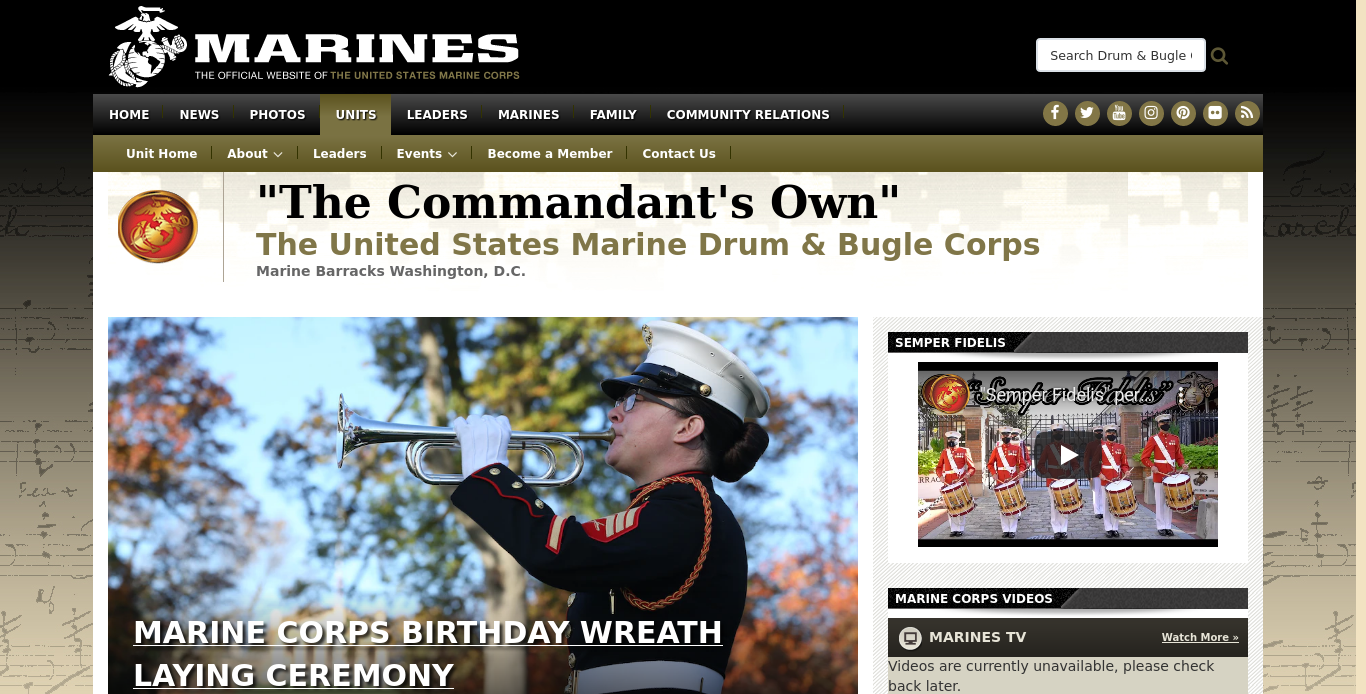 MARINES
THE OFFICIAL WEBSITE OF THE UNITED STATES MARINE CORPS
Search Drum & Bugle
HOME NEWS PHOTOS UNITS LEADERS MARINES FAMILY COMMUNITY RELATIONS
Unit Home About Leaders Events Become a Member Contact Us
"The Commandant's Own"
The United States Marine Drum & Bugle Corps
Marine Barracks Washington, D.C.
MARINE CORPS BIRTHDAY WREATH
LAYING CEREMONY
SEMPER FIDELIS
"Semper Fidelis" per...
"Semper Fidelis"
MARINE CORPS VIDEOS
MARINES TV Watch More »
Videos are currently unavailable, please check
back later.